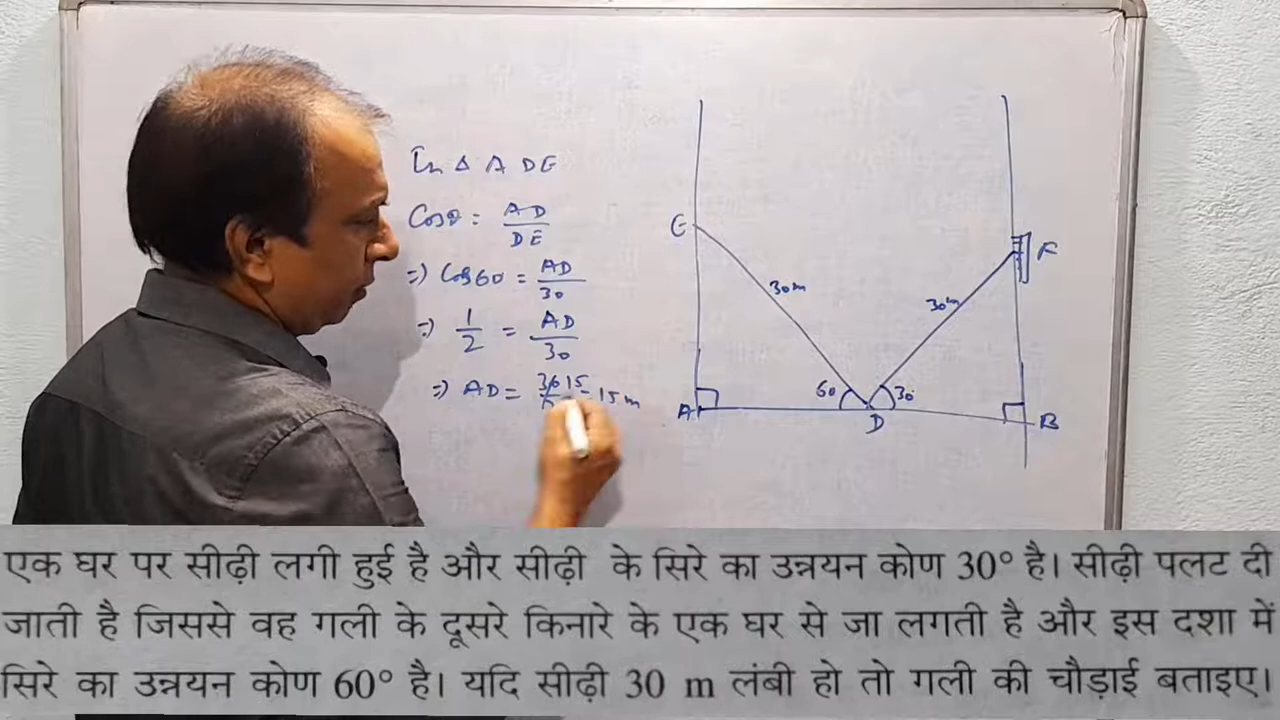 In Δ ADE
Cosθ = AD/DE
=) Cos60 = AD/30
=) 1/2 = AD/30
=) AD = 30 15 = 15 m
E
30m
60
A
D
30m
30°
F
B
एक घर पर सीढ़ी लगी हुई है और सीढ़ी के सिरे का उन्नयन कोण 30° है। सीढ़ी पलट दी
जाती है जिससे वह गली के दूसरे किनारे के एक घर से जा लगती है और इस दशा में
सिरे का उन्नयन कोण 60° है। यदि सीढ़ी 30 m लंबी हो तो गली की चौड़ाई बताइए।